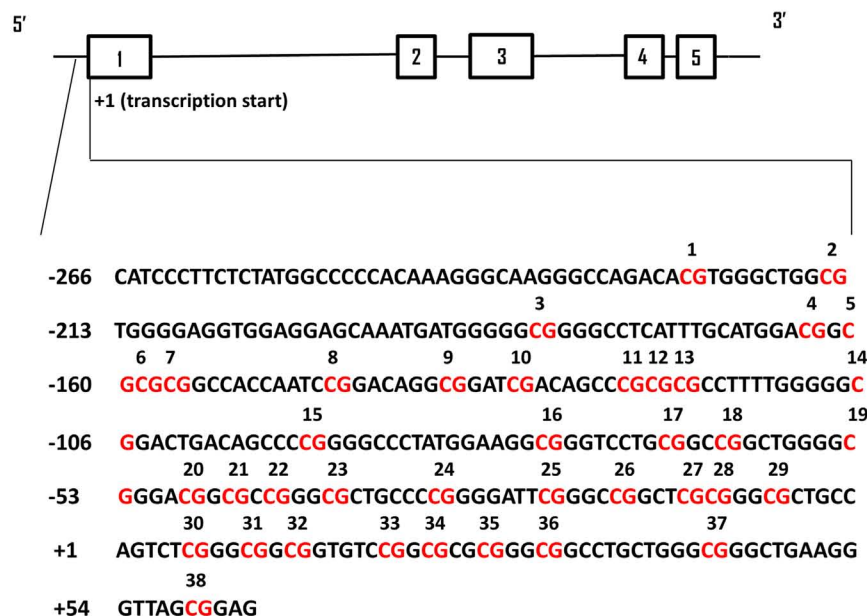 5' 3'
1 2 3 4 5
+1 (transcription start)
1 2
-266 CATCCCTTCTCTATGGCCCCCACAAAGGGCAAGGGCCAGACACGTGGGCTGGCG
3 4 5
-213 TGGGGAGGTGGAGGAGCAAATGATGGGGGCGGGGCCTCATTTGCATGGACGGC
6 7 8 9 10 11 12 13 14
-160 GCGCGGCCACCAATCCGGACAGGCGGATCGACAGCCCGCGCGCCTTTTGGGGGC
15 16 17 18 19
-106 GGACTGACAGCCCCGGGGCCCTATGGAAGGCGGGTCCTGCGGCCGGCTGGGGC
20 21 22 23 24 25 26 27 28 29
-53 GGGACGGCGCCGGGCGCTGCCCCGGGGATTCGGGCCGGCTCGCGGGCGCTGCC
30 31 32 33 34 35 36 37
+1 AGTCTCGGGCGGCGGTGTCCGGCGCGCGGGCGGCCTGCTGGGCGGGCTGAAGG
38
+54 GTTAGCGGAG